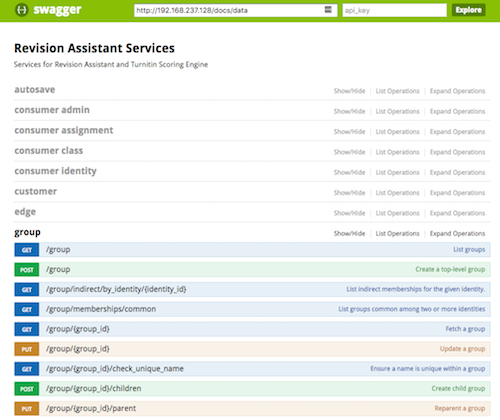 swagger http://192.168.237.128/docs/data api_key Explore
Revision Assistant Services
Services for Revision Assistant and Turnitin Scoring Engine
autosave Show/Hide List Operations Expand Operations
consumer admin Show/Hide List Operations Expand Operations
consumer assignment Show/Hide List Operations Expand Operations
consumer class Show/Hide List Operations Expand Operations
consumer identity Show/Hide List Operations Expand Operations
customer Show/Hide List Operations Expand Operations
edge Show/Hide List Operations Expand Operations
group Show/Hide List Operations Expand Operations
GET /group List groups
POST /group Create a top-level group
GET /group/indirect/by_identity/{identity_id} List indirect memberships for the given identity.
GET /group/memberships/common List groups common among two or more identities
GET /group/{group_id} Fetch a group
PUT /group/{group_id} Update a group
GET /group/{group_id}/check_unique_name Ensure a name is unique within a group
POST /group/{group_id}/children Create child group
PUT /group/{group_id}/parent Reparent a group